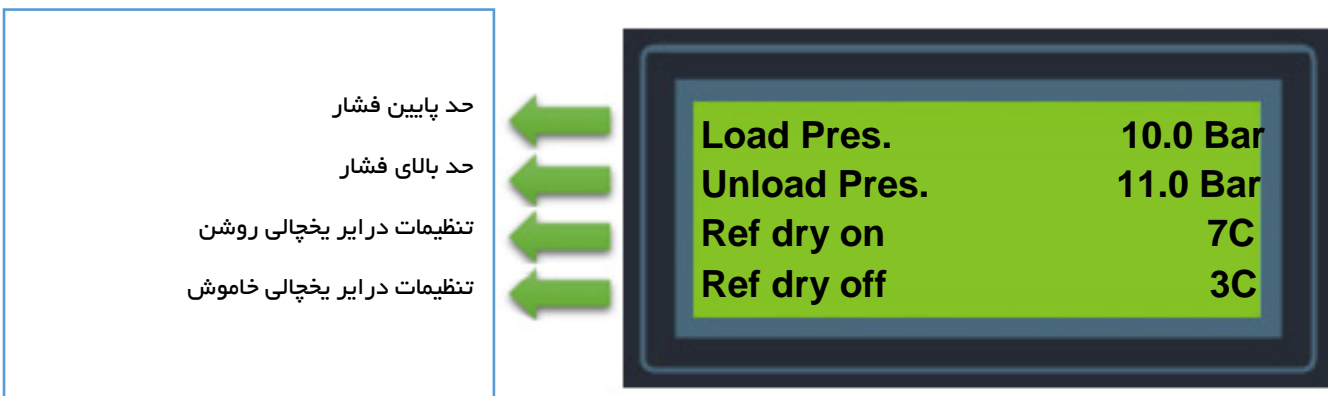 حد پایین فشار
حد بالای فشار
تنظیمات درایر یخچالی روشن
تنظیمات درایر یخچالی خاموش
Load Pres. 10.0 Bar
Unload Pres. 11.0 Bar
Ref dry on 7C
Ref dry off 3C